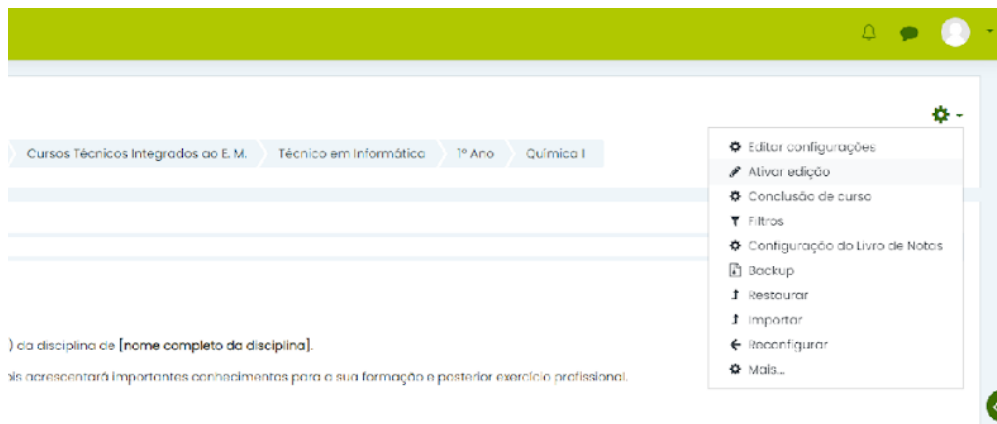 Cursos Técnicos Integrados ao E. M. Técnico em Informática 1º Ano Química I
Editar configurações
Ativar edição
Conclusão de curso
Filtros
Configuração do Livro de Notas
Backup
Restaurar
Importar
Reconfigurar
Mais...
) da disciplina de [nome completo da disciplina].
ois acrescentará importantes conhecimentos para a sua formação e posterior exercício profissional.